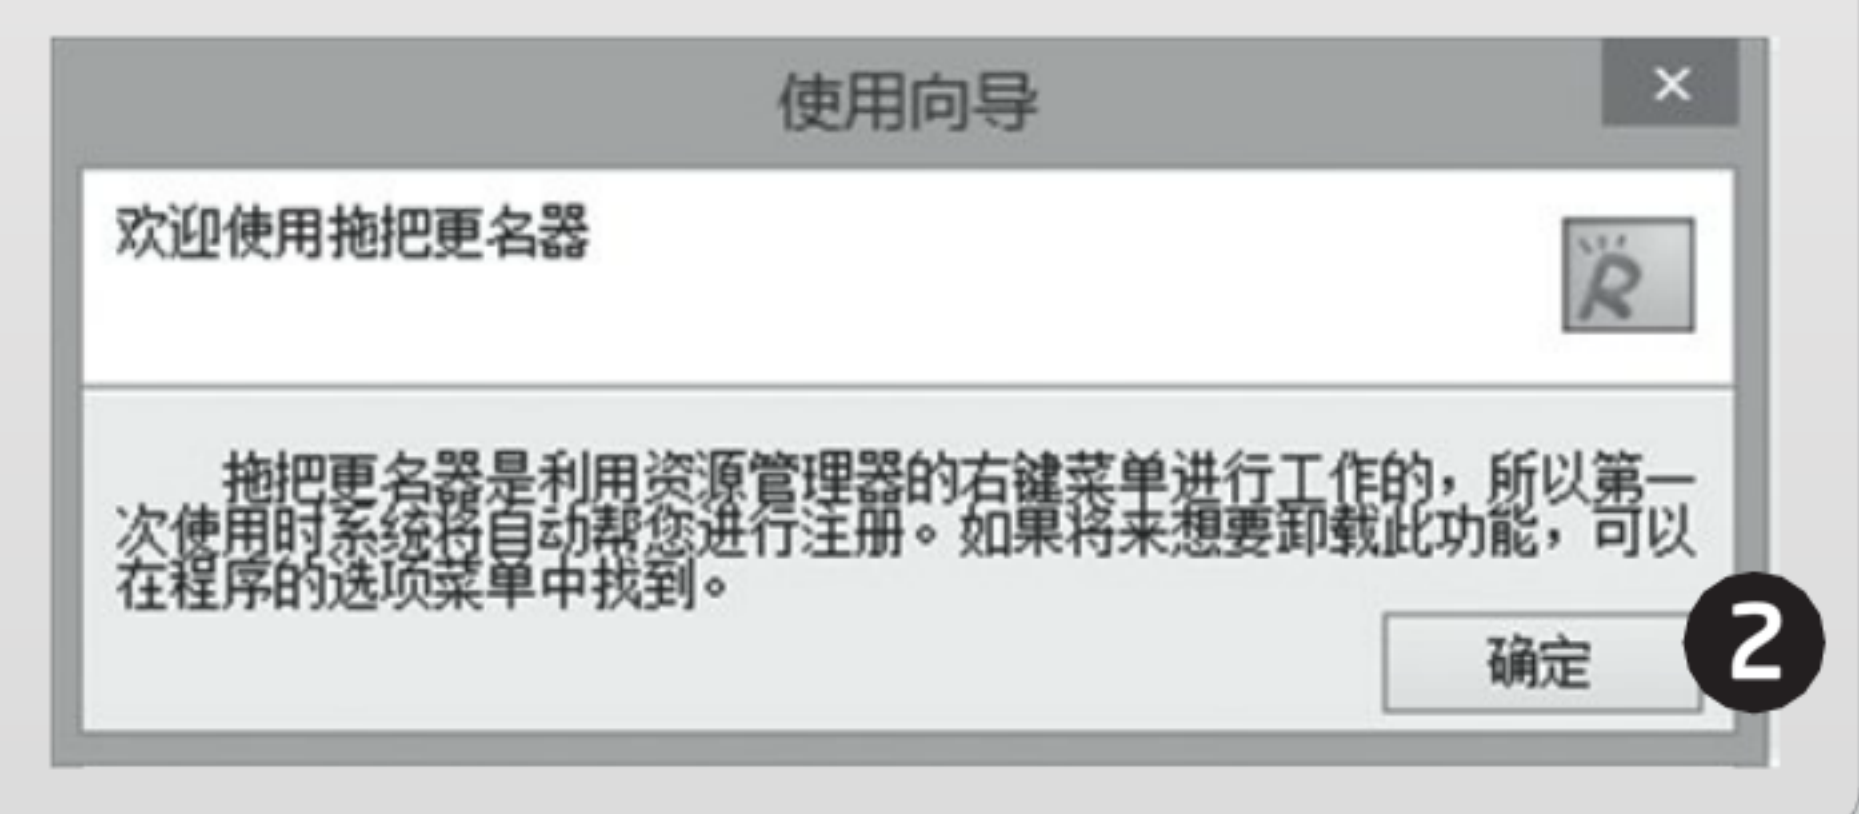 使用向导
×
欢迎使用拖把更名器
R
拖把更名器是利用资源管理器的右键菜单进行工作的，所以第一
次使用时系统将自动帮您进行注册。如果将来想要卸载此功能，可以
在程序的选项菜单中找到。
确定
2